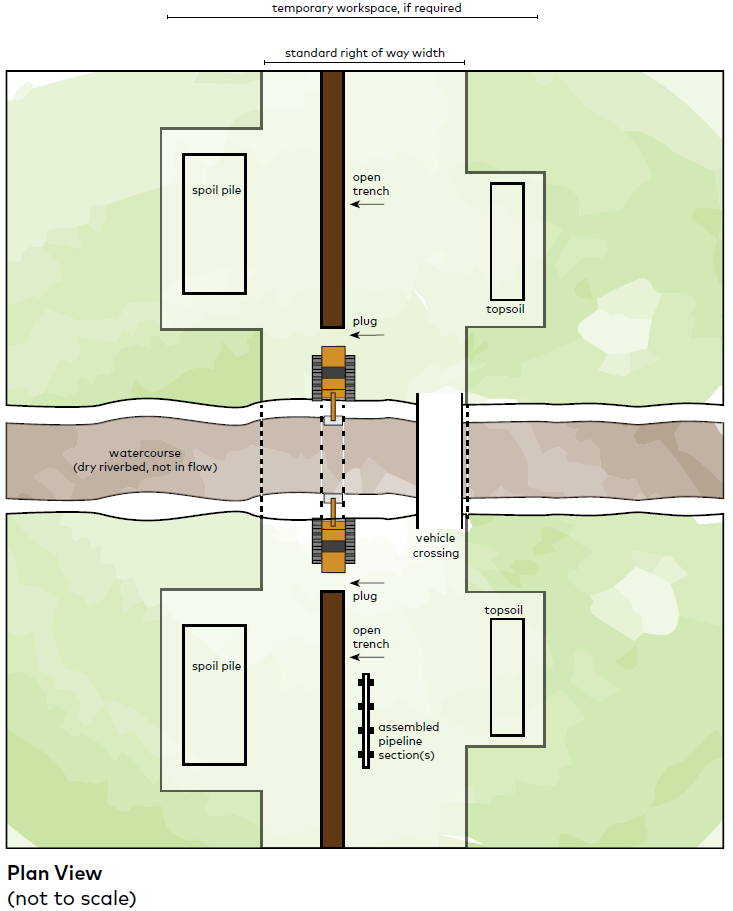 temporary workspace, if required
standard right of way width
open
trench
spoil pile
topsoil
plug
watercourse
(dry riverbed, not in flow)
vehicle
crossing
plug
topsoil
open
trench
spoil pile
assembled
pipeline
section(s)
Plan View
(not to scale)